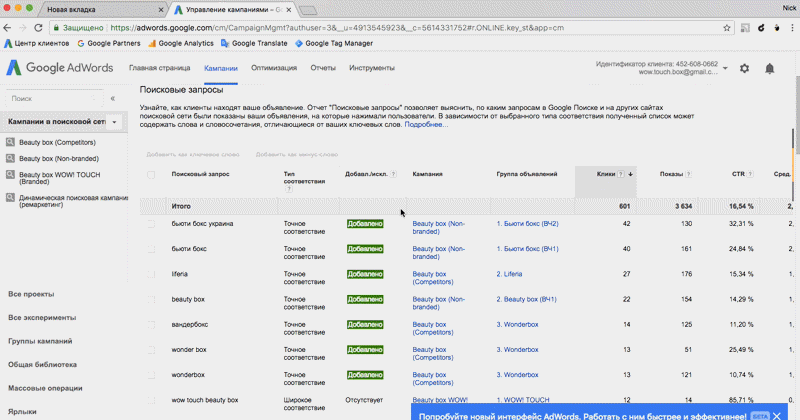 Новая вкладка
Управление кампаниями – Go
Nick
Защищено https://adwords.google.com/cm/CampaignMgmt?authuser=3&__u=4913545923&__c=5614331752#r.ONLINE.key_st&app=cm
Центр клиентов Google Partners Google Analytics Google Translate Google Tag Manager
Google AdWords
Главная страница Кампании Оптимизация Отчеты Инструменты
Идентификатор клиента: 452-608-0662
wow.touch.box@gmail.c...
Поиск
Кампании в поисковой сети
Beauty box (Competitors)
Beauty box (Non-branded)
Beauty box WOW! TOUCH
(Branded)
Динамическая поисковая кампания
(ремаркетинг)
Все проекты
Все эксперименты
Группы кампаний
Общая библиотека
Массовые операции
Ярлыки
Поисковые запросы
Узнайте, как клиенты находят ваше объявление. Отчет "Поисковые запросы" позволяет выяснить, по каким запросам в Google Поиске и на других сайтах
поисковой сети были показаны ваши объявления, на которые нажимали пользователи. В зависимости от выбранного типа соответствия полученный список может
содержать слова и словосочетания, отличающиеся от ваших ключевых слов. Подробнее...
Добавить как ключевое слово Добавить как минус-слово
Поисковый запрос Тип соответствия ? Добавл./искл. ? Кампания Группа объявлений Клики ? Показы ? CTR ? Сред.
Итого 601 3 634 16,54 % 2,
бьюти бокс украина Точное соответствие Добавлено Beauty box (Non-branded) 1. Бьюти бокс (ВЧ2) 42 130 32,31 % 2,
бьюти бокс Точное соответствие Добавлено Beauty box (Non-branded) 1. Бьюти бокс (ВЧ1) 40 161 24,84 % 2,
liferia Точное соответствие Добавлено Beauty box (Competitors) 2. Liferia 27 176 15,34 % 1,
beauty box Точное соответствие Добавлено Beauty box (Non-branded) 2. Beauty box (ВЧ1) 22 154 14,29 % 1,
вандербокс Точное соответствие Добавлено Beauty box (Competitors) 3. Wonderbox 14 125 11,20 %
wonder box Точное соответствие Добавлено Beauty box (Competitors) 3. Wonderbox 13 51 25,49 %
wonderbox Точное соответствие Добавлено Beauty box (Competitors) 3. Wonderbox 13 121 10,74 %
wow touch beauty box Широкое соответствие Отсутствует Beauty box WOW! 1. WOW! TOUCH 12 14 85,71 %
Попробуйте новый интерфейс AdWords. Работать с ним быстрее и эффективнее! BETA